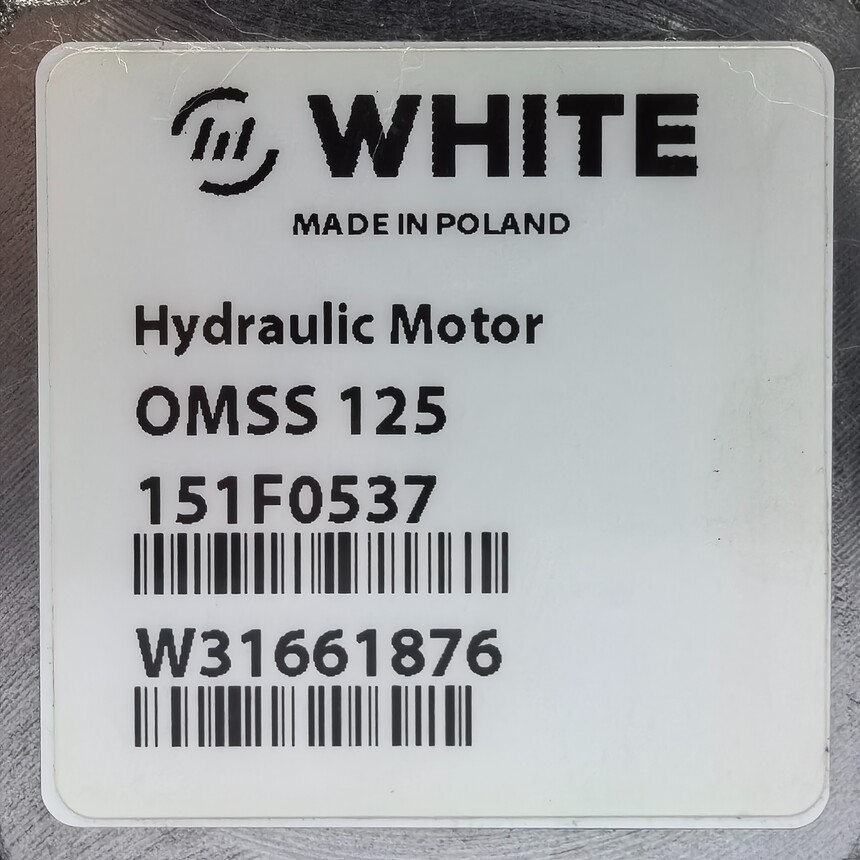 WHITE
MADE IN POLAND
Hydraulic Motor
OMSS 125
151F0537
W31661876